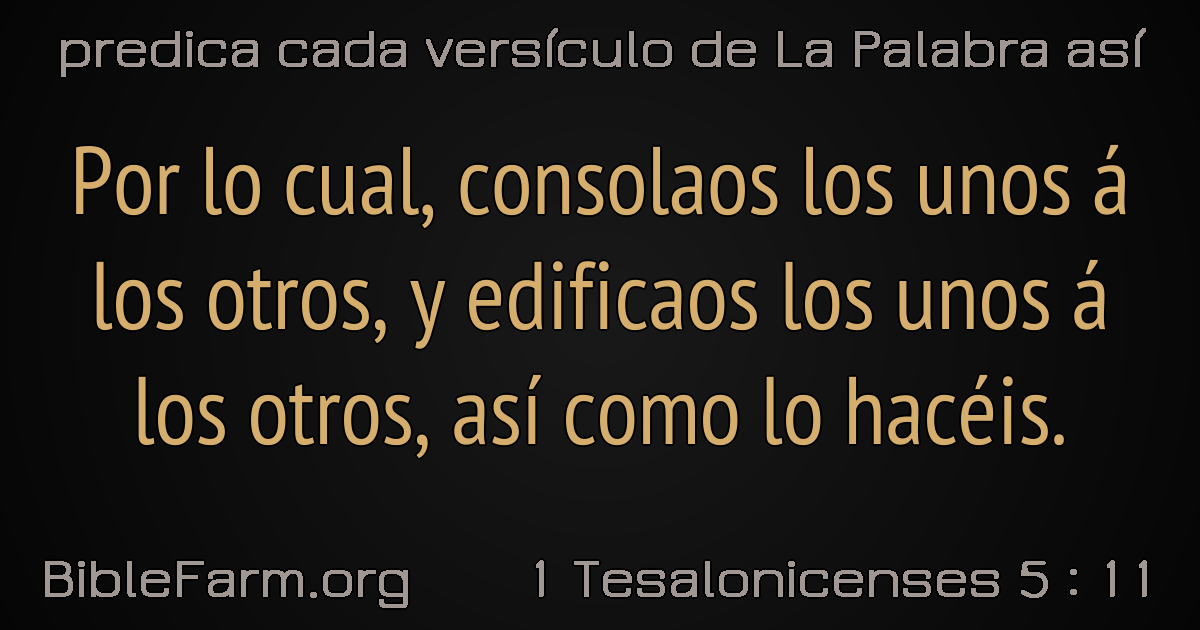 predica cada versículo de La Palabra así
Por lo cual, consolaos los unos á
los otros, y edificaos los unos á
los otros, así como lo hacéis.
BibleFarm.org 1 Tesalonicenses 5 : 11